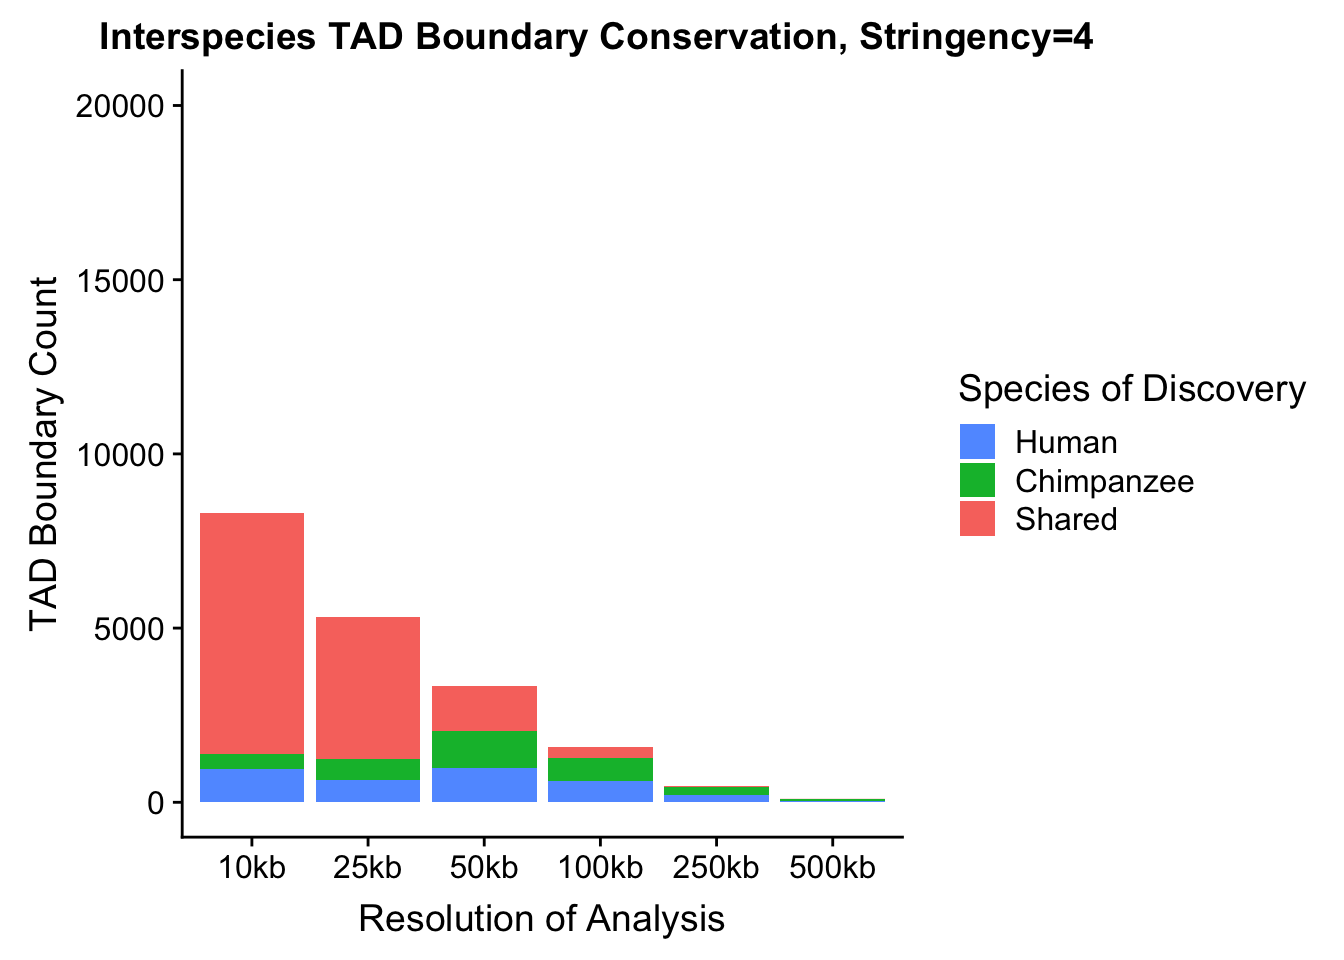 Interspecies TAD Boundary Conservation, Stringency=4
20000
15000
10000
5000
0
TAD Boundary Count
10kb 25kb 50kb 100kb 250kb 500kb
Resolution of Analysis
Species of Discovery
Human
Chimpanzee
Shared